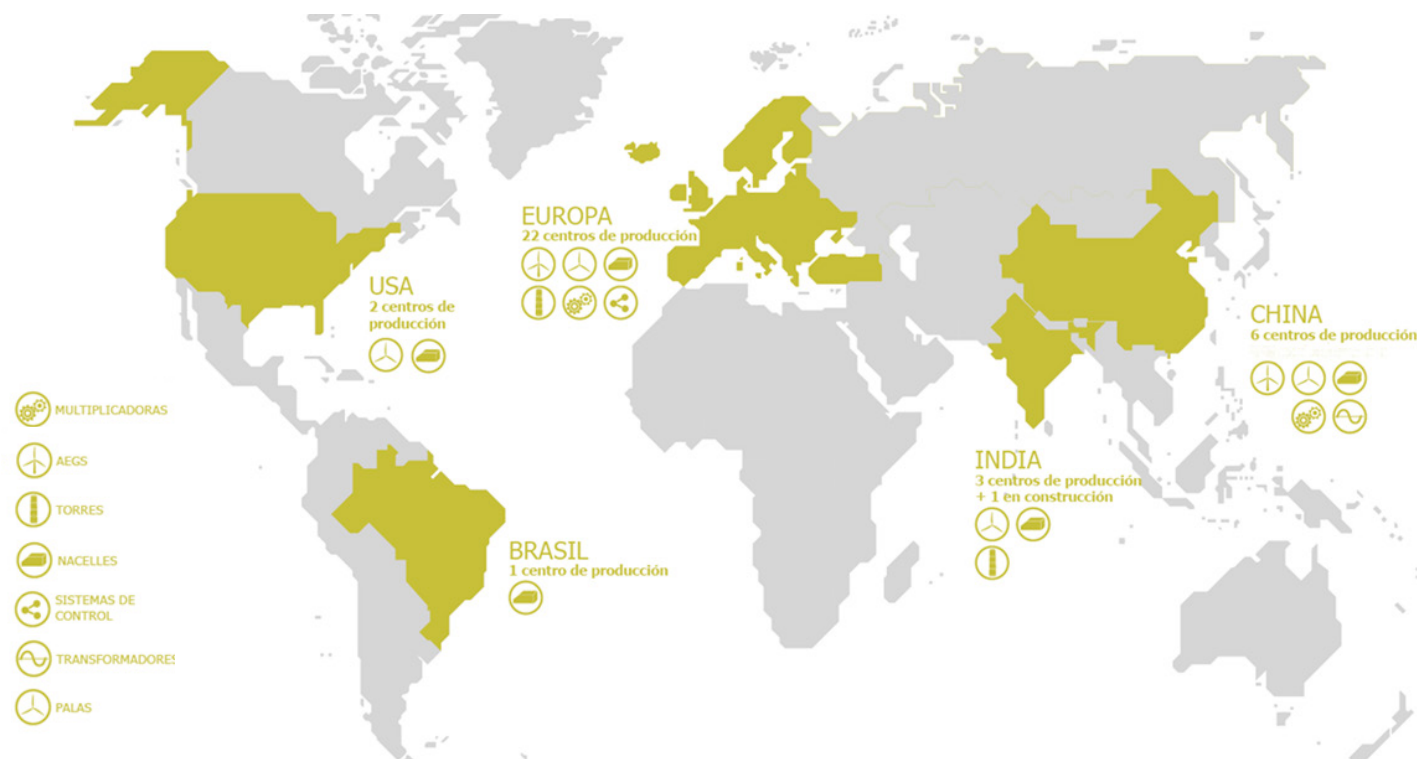 EUROPA
22 centros de producción
USA
2 centros de
producción
CHINA
6 centros de producción
INDIA
3 centros de producción
+ 1 en construcción
BRASIL
1 centro de producción
MULTIPLICADORAS
AEGS
TORRES
NACELLES
SISTEMAS DE
CONTROL
TRANSFORMADORES
PALAS